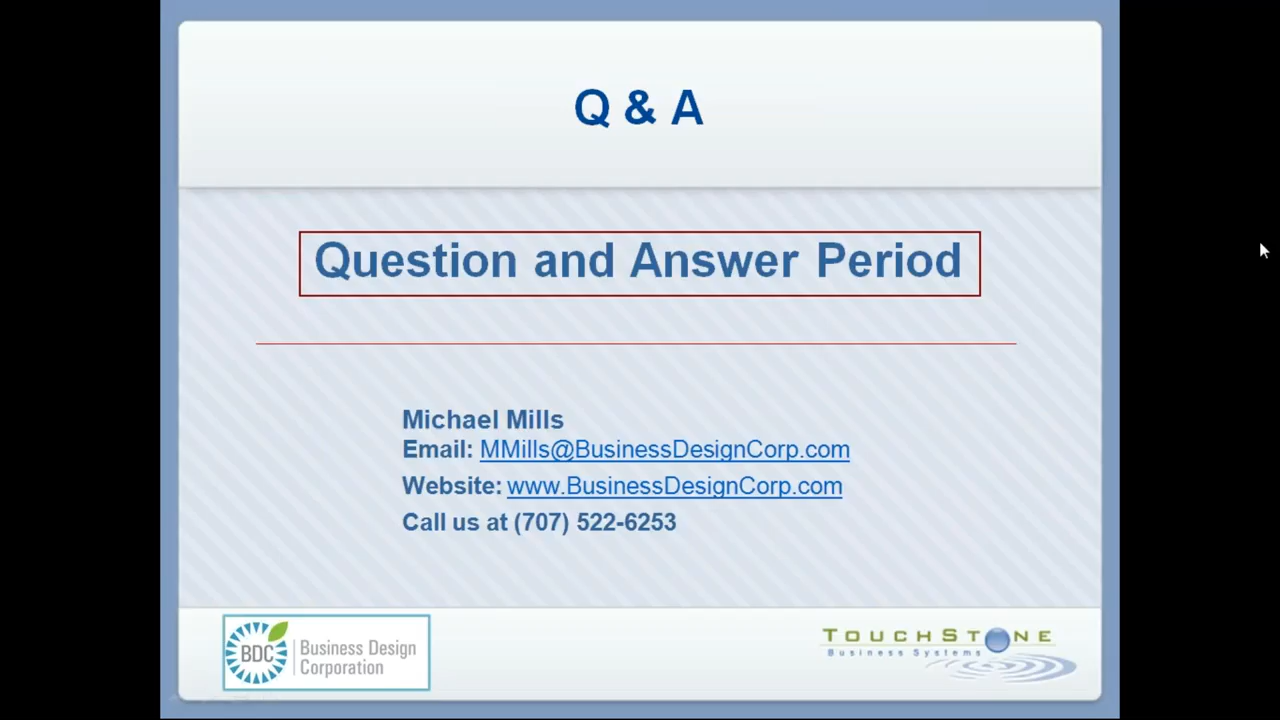 Q & A
Question and Answer Period
Michael Mills
Email: MMills@BusinessDesignCorp.com
Website: www.BusinessDesignCorp.com
Call us at (707) 522-6253
BDC
Business Design
Corporation
TOUCHSTONE
Business Systems